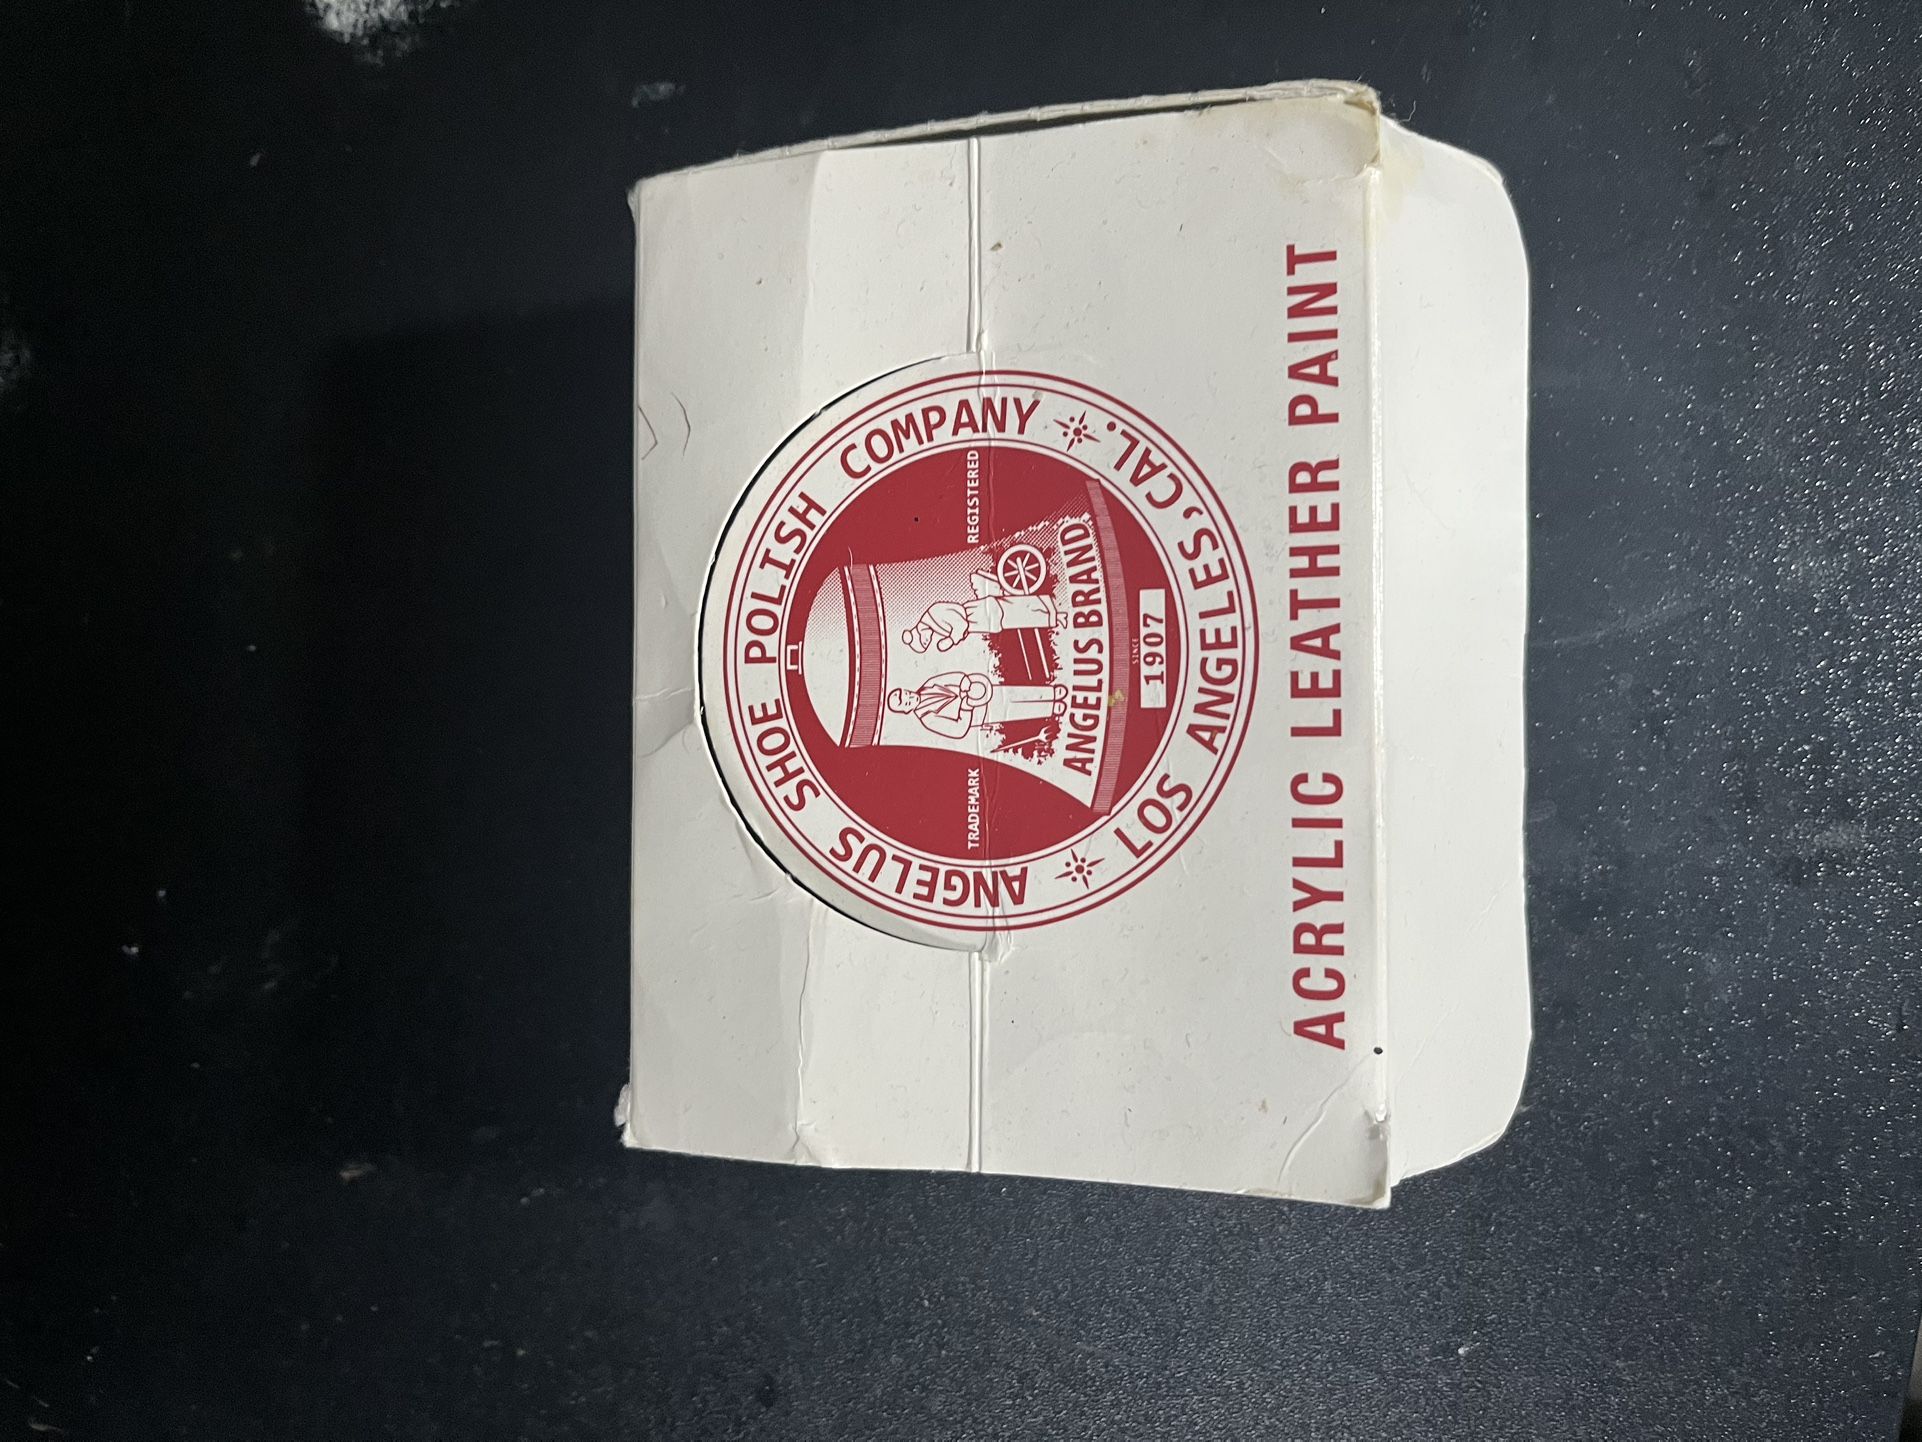 ANGELUS SHOE POLISH COMPANY
TRADEMARK REGISTERED
ANGELUS BRAND
SINCE
1907
LOS ANGELES, CAL.
ACRYLIC LEATHER PAINT